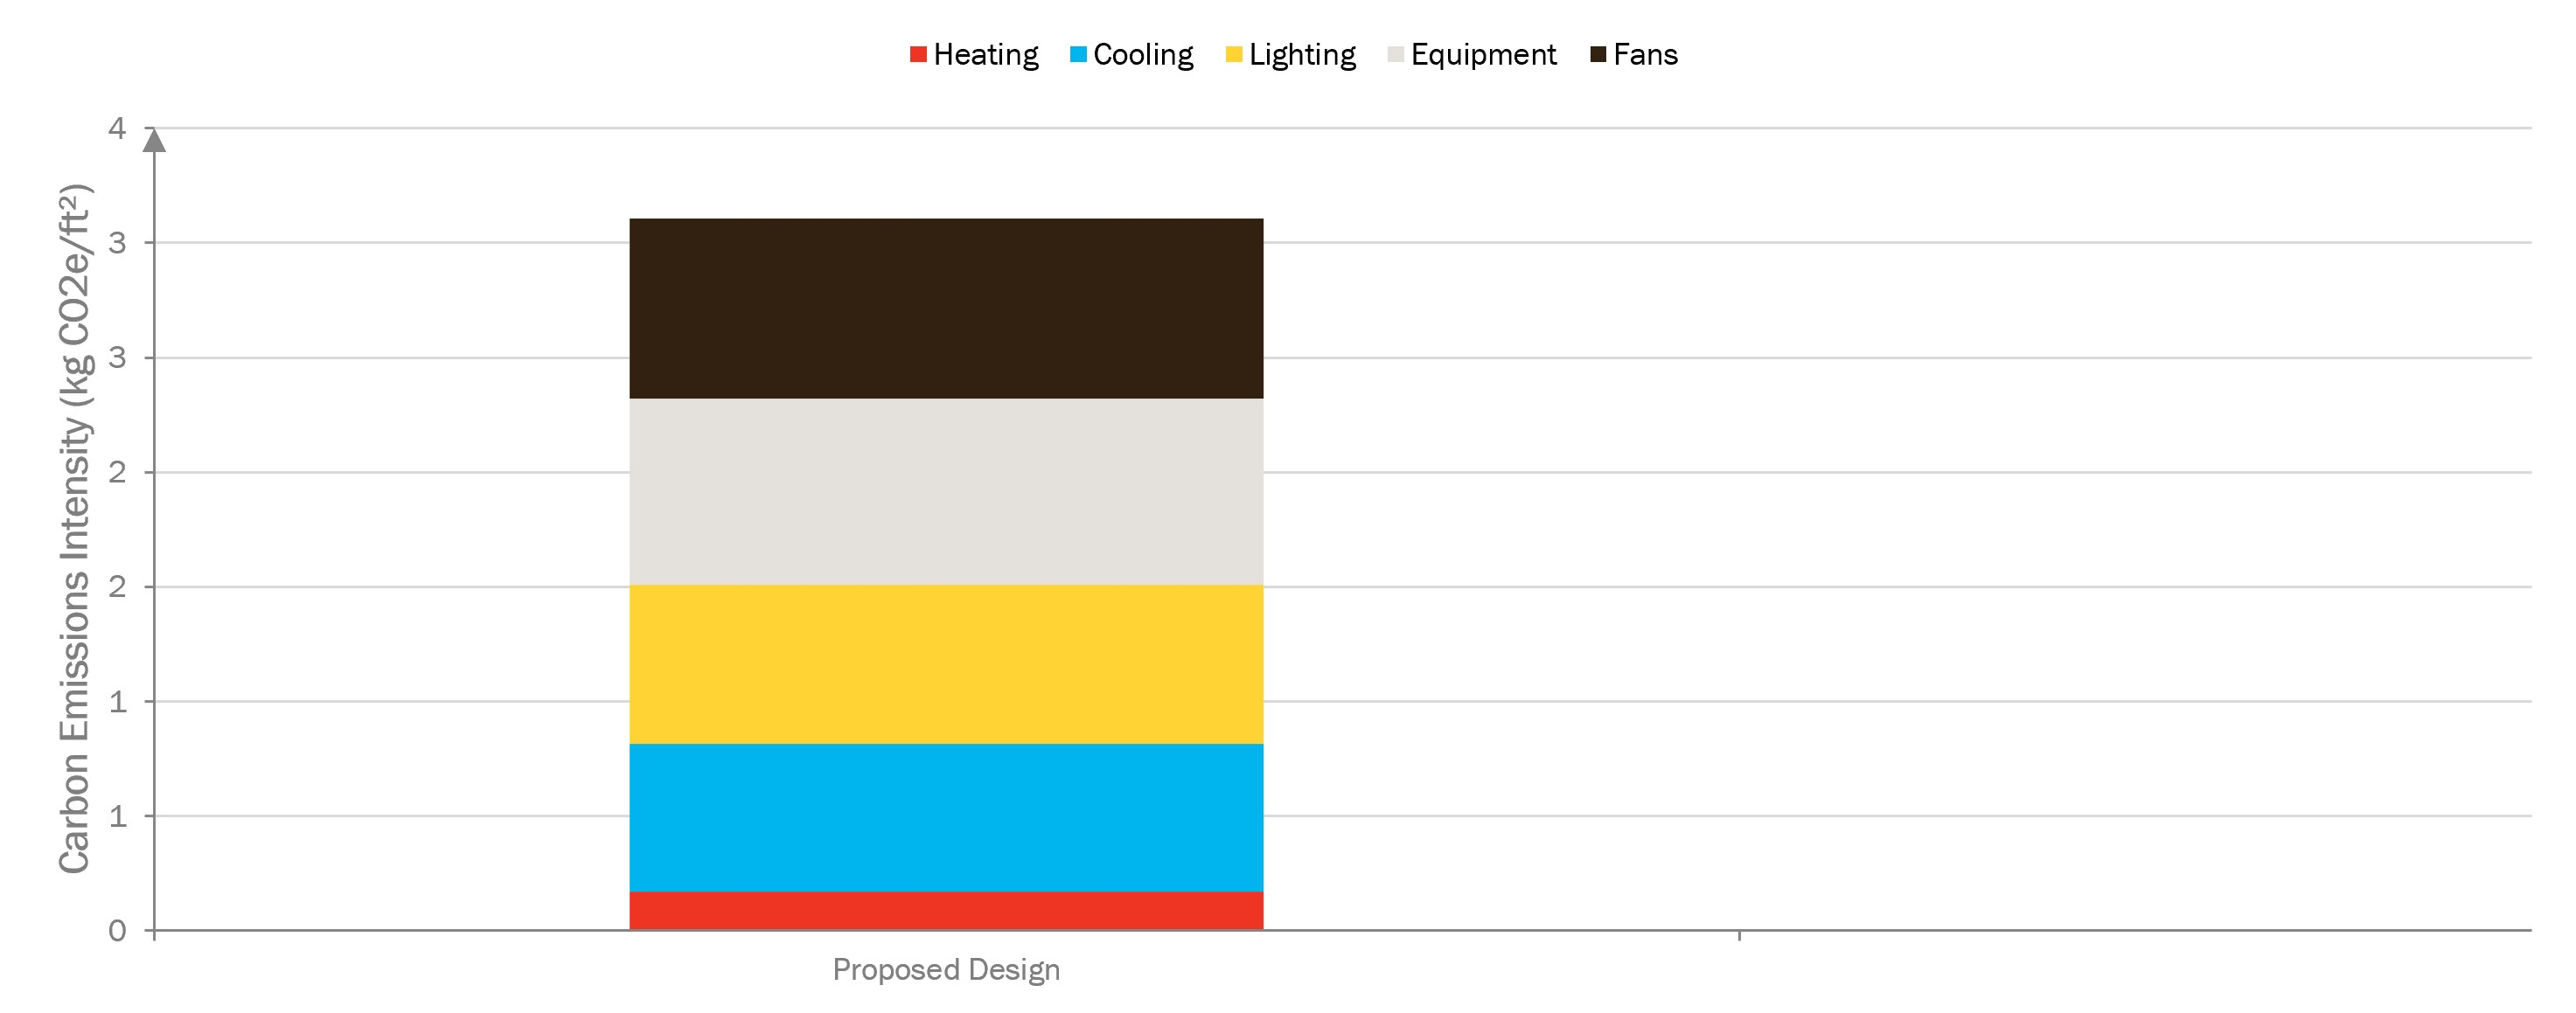 Heating Cooling Lighting Equipment Fans
Carbon Emissions Intensity (kg CO2e/ft²)
4
3
3
2
2
1
1
0
Proposed Design